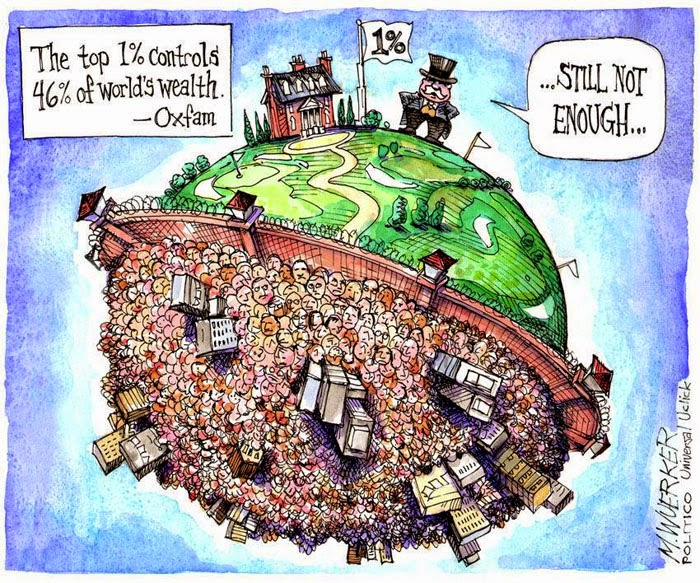 The top 1% controls
46% of world's wealth.
—Oxfam
1%
...STILL NOT
ENOUGH...
M.WUERKER
POLITICO Universal Uclick